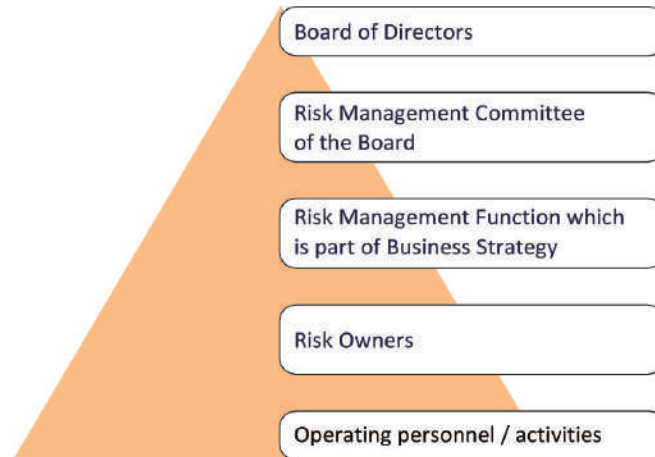 Board of Directors
Risk Management Committee
of the Board
Risk Management Function which
is part of Business Strategy
Risk Owners
Operating personnel / activities